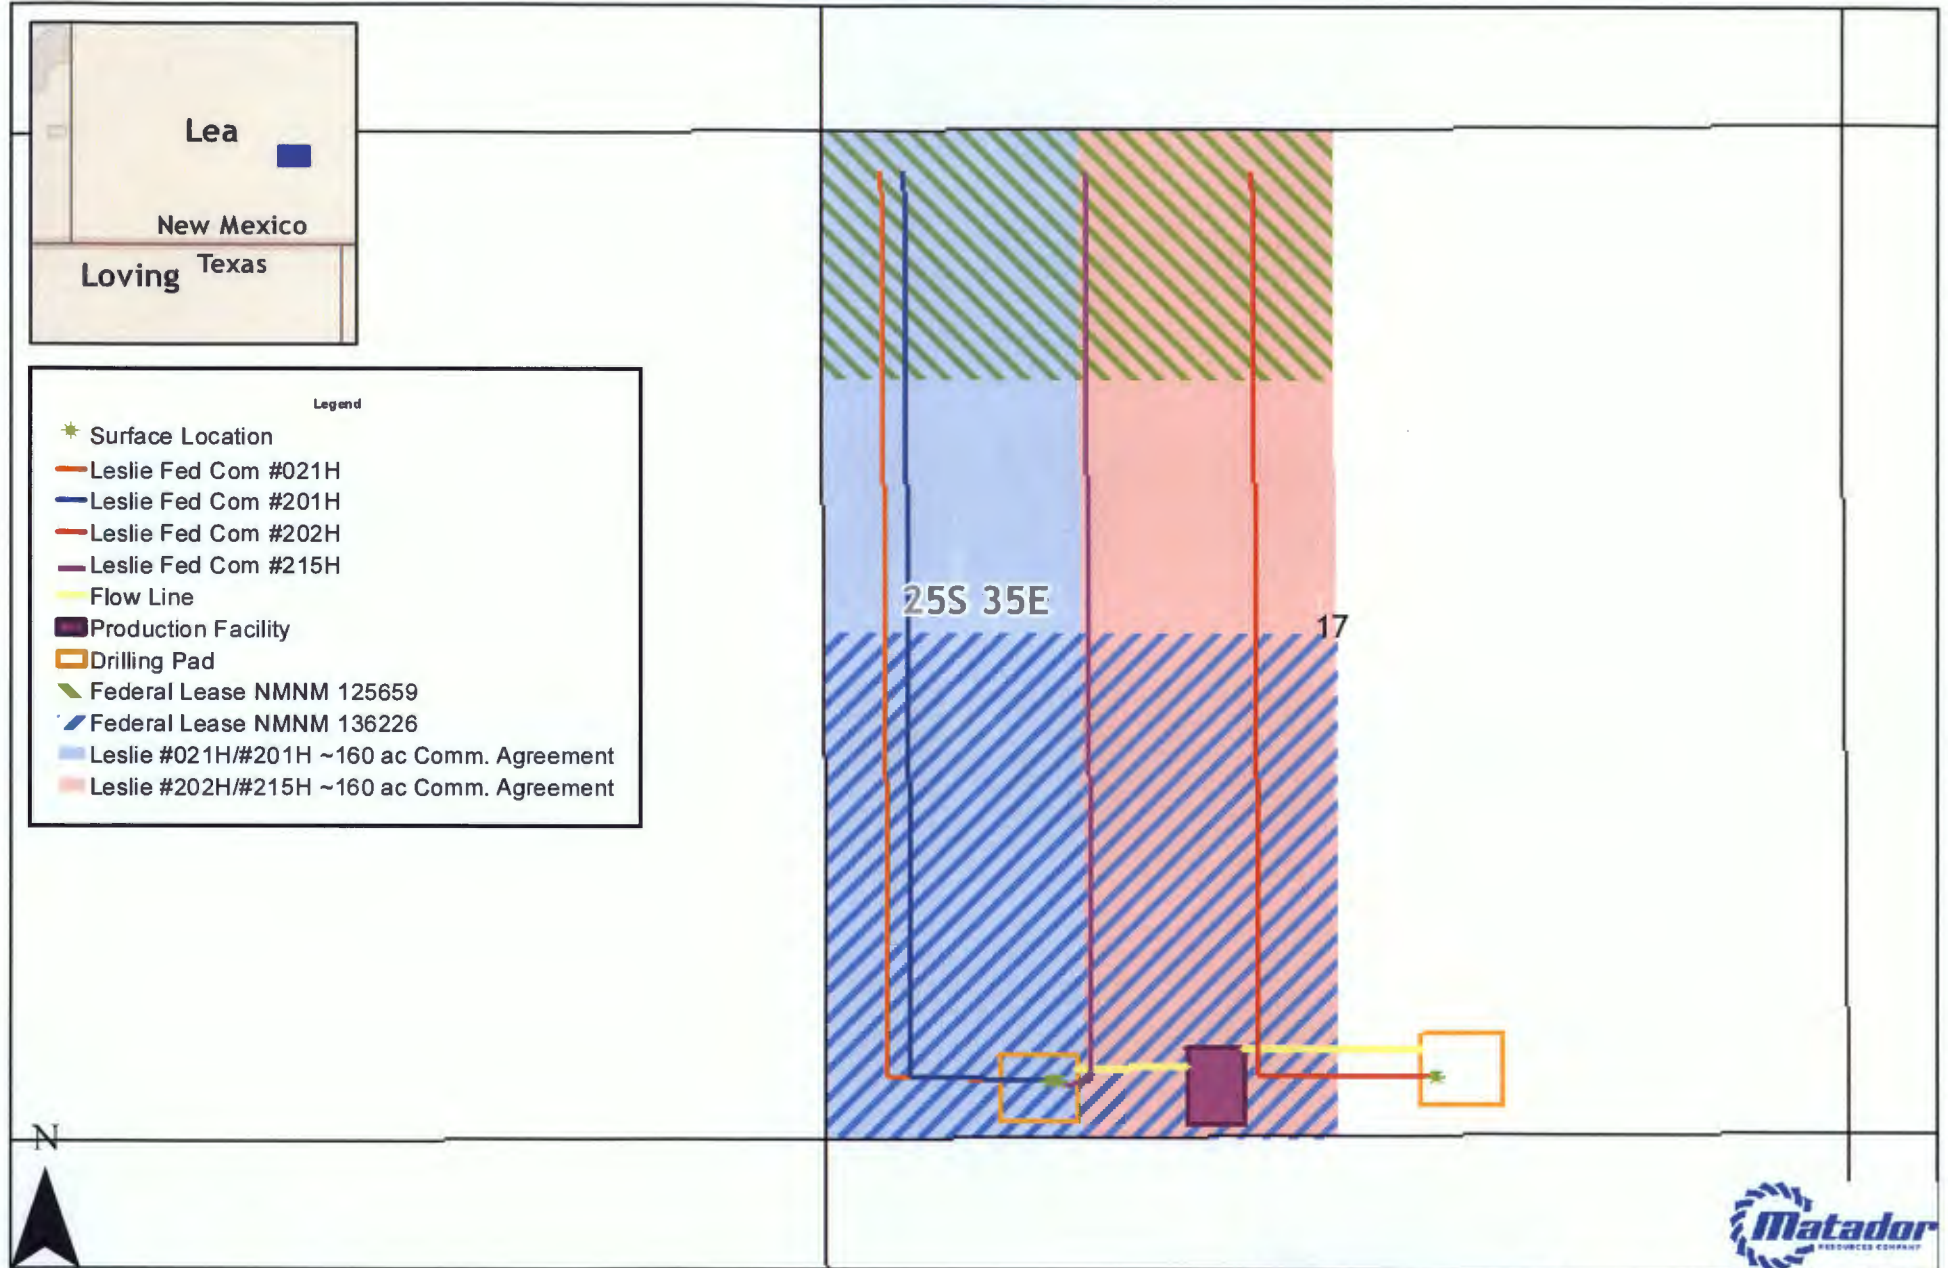 Lea
New Mexico
Texas
Loving
Legend
Surface Location
Leslie Fed Com #021H
Leslie Fed Com #201H
Leslie Fed Com #202H
Leslie Fed Com #215H
Flow Line
Production Facility
Drilling Pad
Federal Lease NMNM 125659
Federal Lease NMNM 136226
Leslie #021H/#201H ~160 ac Comm. Agreement
Leslie #202H/#215H ~160 ac Comm. Agreement
25S 35E
17
N
Matador
RESOURCES COMPANY